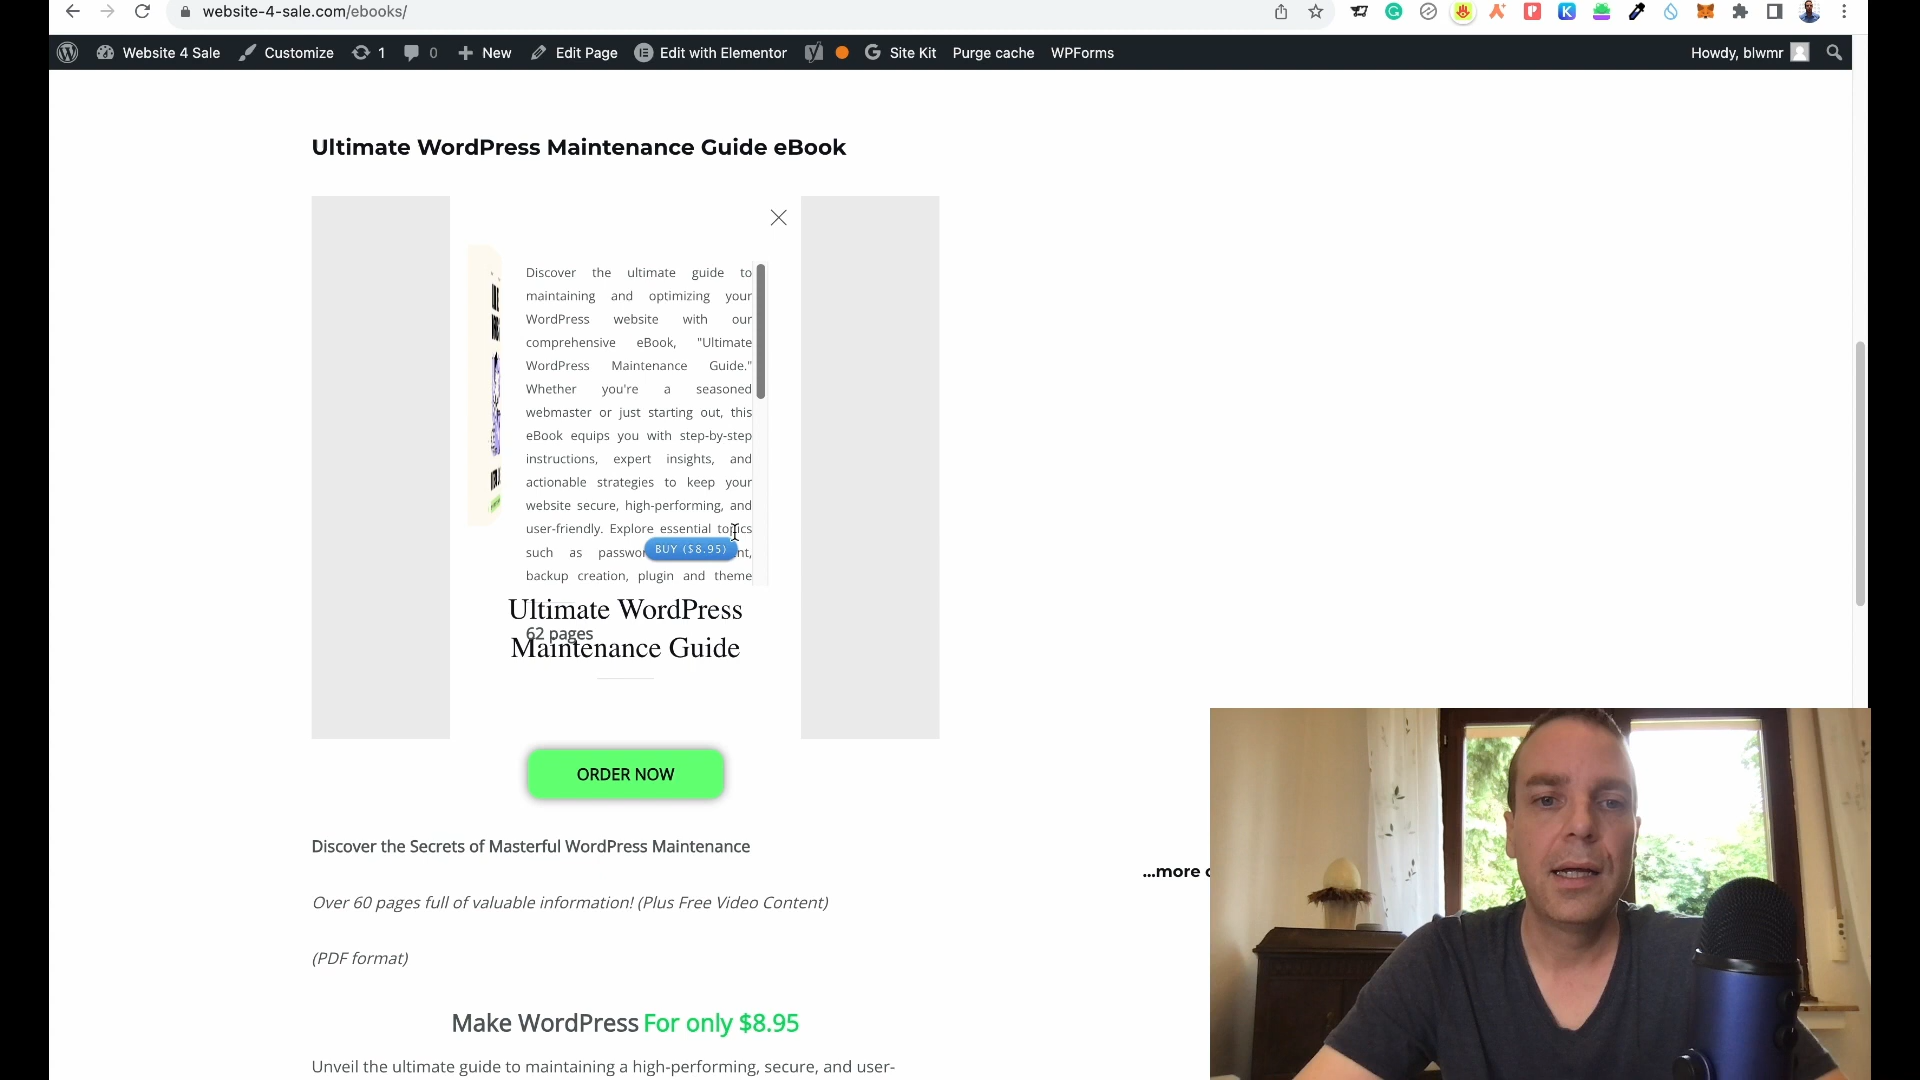 website-4-sale.com/ebooks/
Website 4 Sale Customize 1 0 New Edit Page Edit with Elementor Site Kit Purge cache WPForms Howdy, blwmr
Ultimate WordPress Maintenance Guide eBook
Discover the ultimate guide to
maintaining and optimizing your
WordPress website with our
comprehensive eBook, "Ultimate
WordPress Maintenance Guide."
Whether you're a seasoned
webmaster or just starting out, this
eBook equips you with step-by-step
instructions, expert insights, and
actionable strategies to keep your
website secure, high-performing, and
user-friendly. Explore essential topics
such as
BUY ($8.95)
backup creation, plugin and theme
Ultimate WordPress
62 pages
Maintenance Guide
ORDER NOW
Discover the Secrets of Masterful WordPress Maintenance
...more
Over 60 pages full of valuable information! (Plus Free Video Content)
(PDF format)
Make WordPress For only $8.95
Unveil the ultimate guide to maintaining a high-performing, secure, and user-